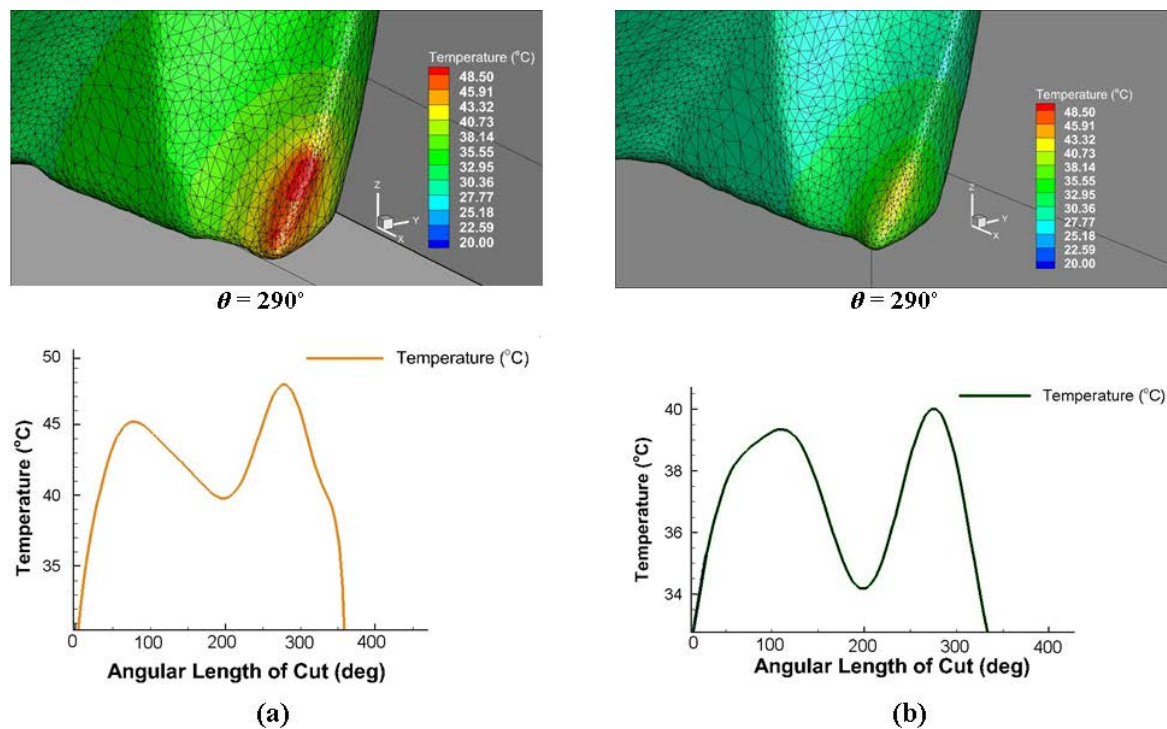 Temperature (°C)
48.50
45.91
43.32
40.73
38.14
35.55
32.95
30.36
27.77
25.18
22.59
20.00
Z
Y
X
θ = 290°
Temperature (°C)
48.50
45.91
43.32
40.73
38.14
35.55
32.95
30.36
27.77
25.18
22.59
20.00
Z
Y
X
θ = 290°
50
45
40
35
Temperature (°C)
Temperature (°C)
0 100 200 300 400
Angular Length of Cut (deg)
(a)
40
38
36
34
Temperature (°C)
Temperature (°C)
0 100 200 300 400
Angular Length of Cut (deg)
(b)